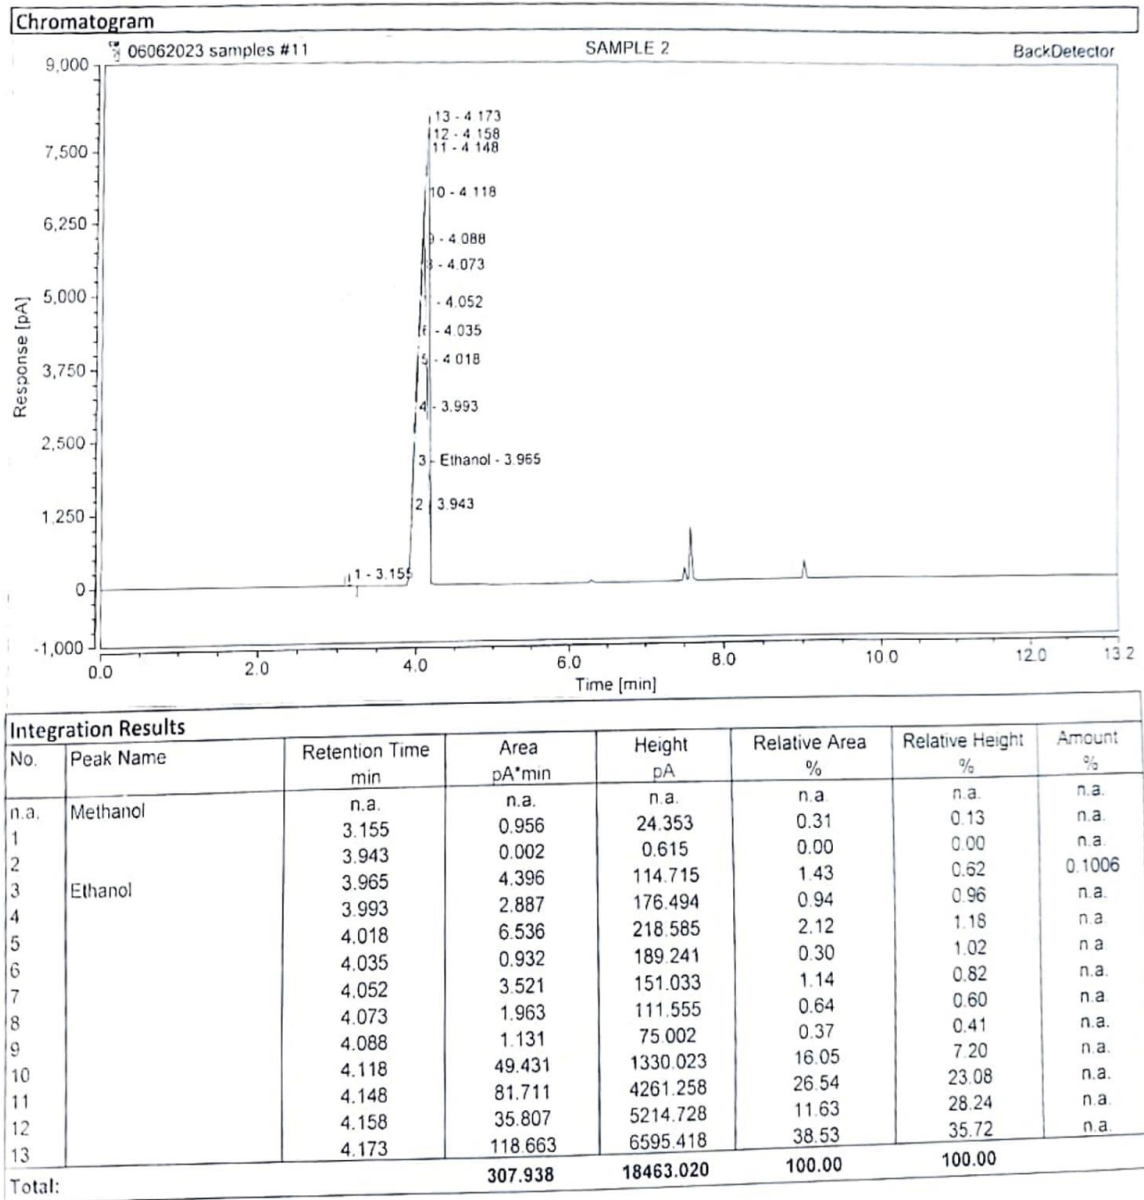 Chromatogram
06062023 samples #11 SAMPLE 2 BackDetector
9,000
7,500
6,250
5,000
3,750
2,500
1,250
0
-1,000
Response [pA]
13 - 4.173
12 - 4.158
11 - 4.148
10 - 4.118
9 - 4.088
8 - 4.073
- 4.052
6 - 4.035
5 - 4.018
4 - 3.993
3 - Ethanol - 3.965
2 3.943
1 - 3.155
0.0 2.0 4.0 6.0 8.0 10.0 12.0 13.2
Time [min]
Integration Results
No. Peak Name Retention Time Area Height Relative Area Relative Height Amount
min pA*min pA % % %
n.a. Methanol n.a. n.a. n.a. n.a. n.a. n.a.
1 3.155 0.956 24.353 0.31 0.13 n.a.
2 3.943 0.002 0.615 0.00 0.00 n.a.
3 Ethanol 3.965 4.396 114.715 1.43 0.62 0.1006
4 3.993 2.887 176.494 0.94 0.96 n.a.
5 4.018 6.536 218.585 2.12 1.18 n.a.
6 4.035 0.932 189.241 0.30 1.02 n.a.
7 4.052 3.521 151.033 1.14 0.82 n.a.
8 4.073 1.963 111.555 0.64 0.60 n.a.
9 4.088 1.131 75.002 0.37 0.41 n.a.
10 4.118 49.431 1330.023 16.05 7.20 n.a.
11 4.148 81.711 4261.258 26.54 23.08 n.a.
12 4.158 35.807 5214.728 11.63 28.24 n.a.
13 4.173 118.663 6595.418 38.53 35.72 n.a.
Total: 307.938 18463.020 100.00 100.00